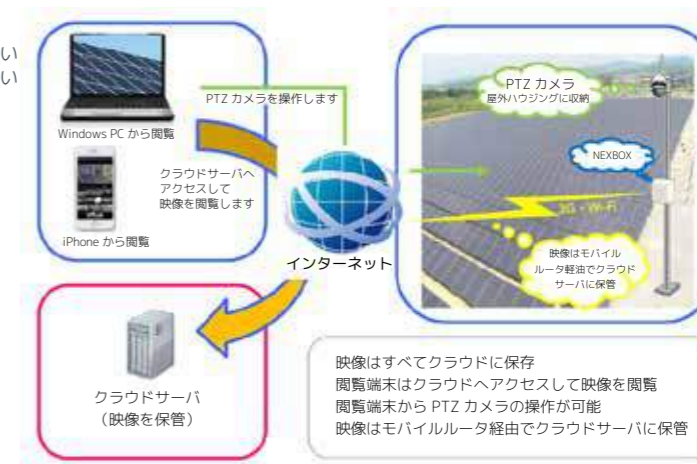 い
い
PTZ カメラを操作します
Windows PC から閲覧
クラウドサーバへ
アクセスして
映像を閲覧します
iPhone から閲覧
インターネット
PTZ カメラ
屋外ハウジングに収納
NEXBOX
3G・Wi-Fi
映像はモバイル
ルータ軽油でクラウド
サーバに保管
クラウドサーバ
（映像を保管）
映像はすべてクラウドに保存
閲覧端末はクラウドへアクセスして映像を閲覧
閲覧端末から PTZ カメラの操作が可能
映像はモバイルルータ経由でクラウドサーバに保管